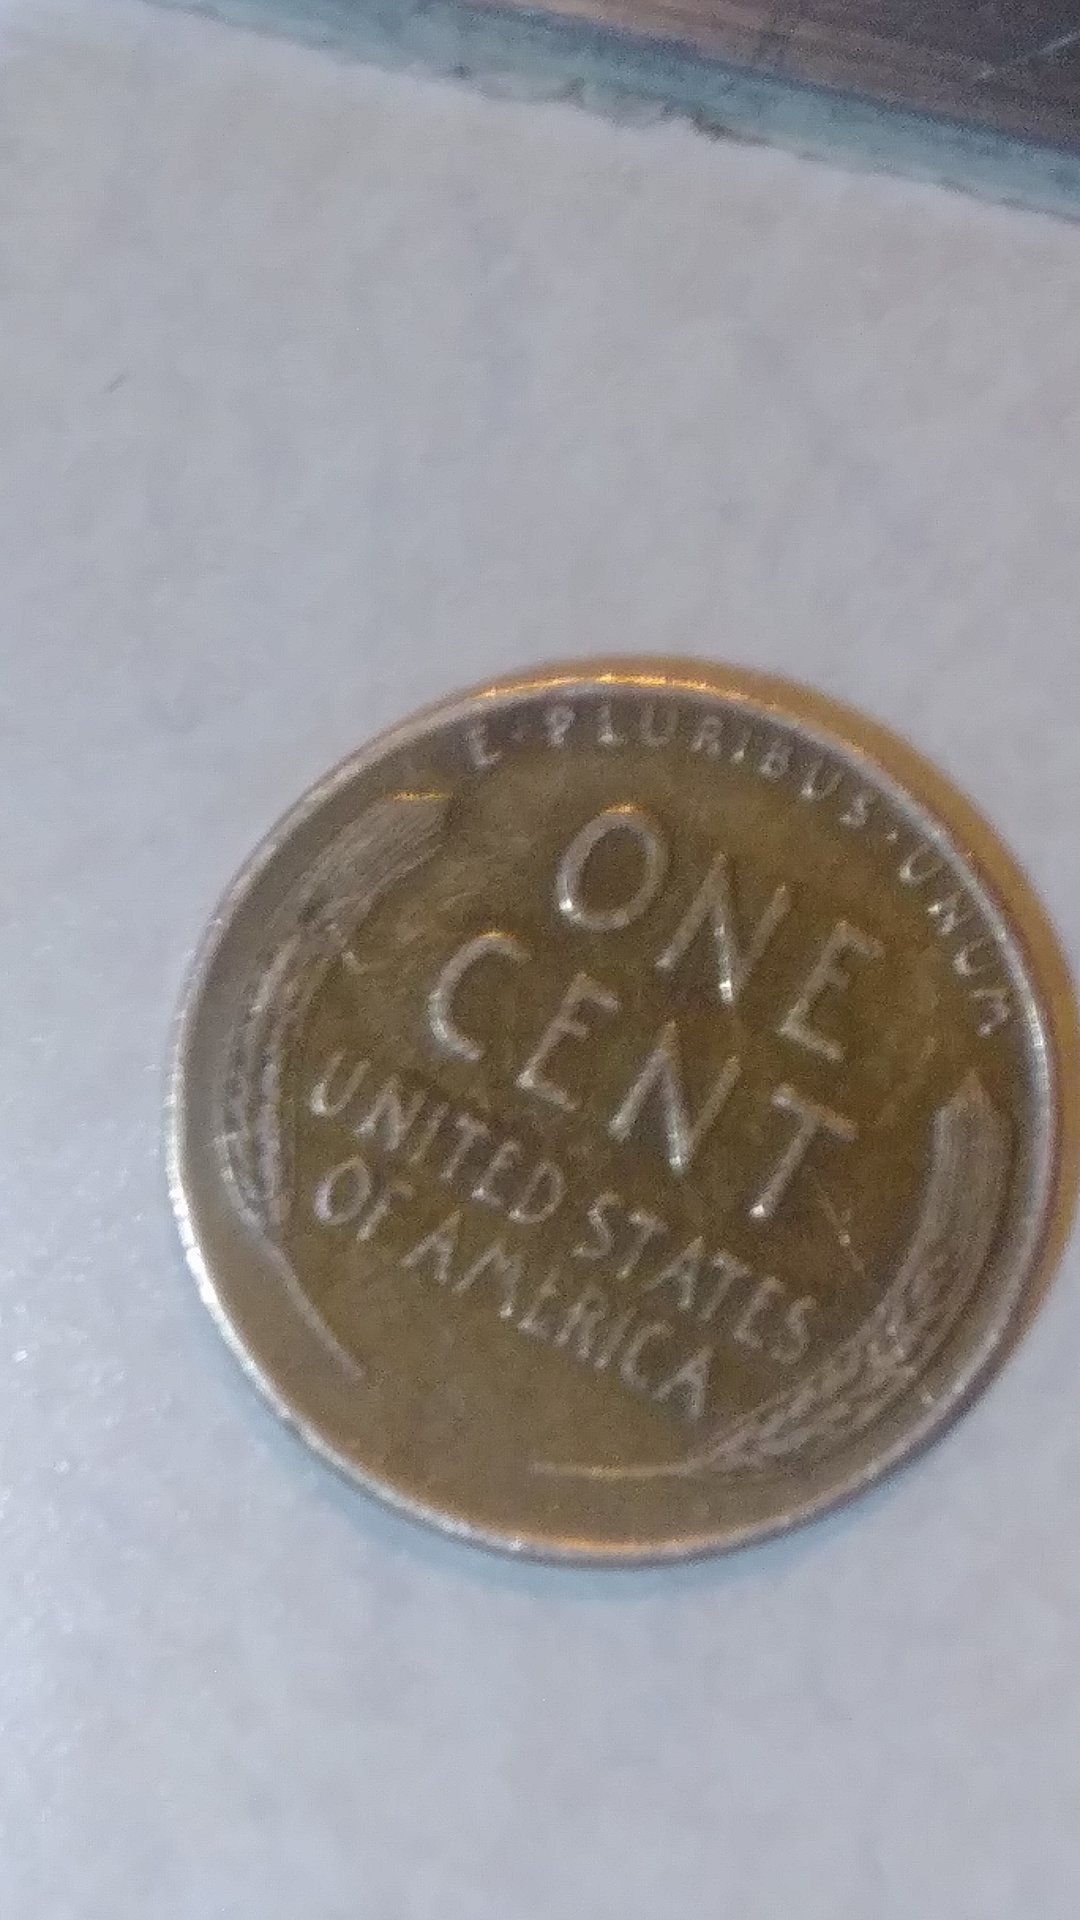 E·PLURIBUS·UNUM
ONE
CENT
UNITED STATES
OF AMERICA